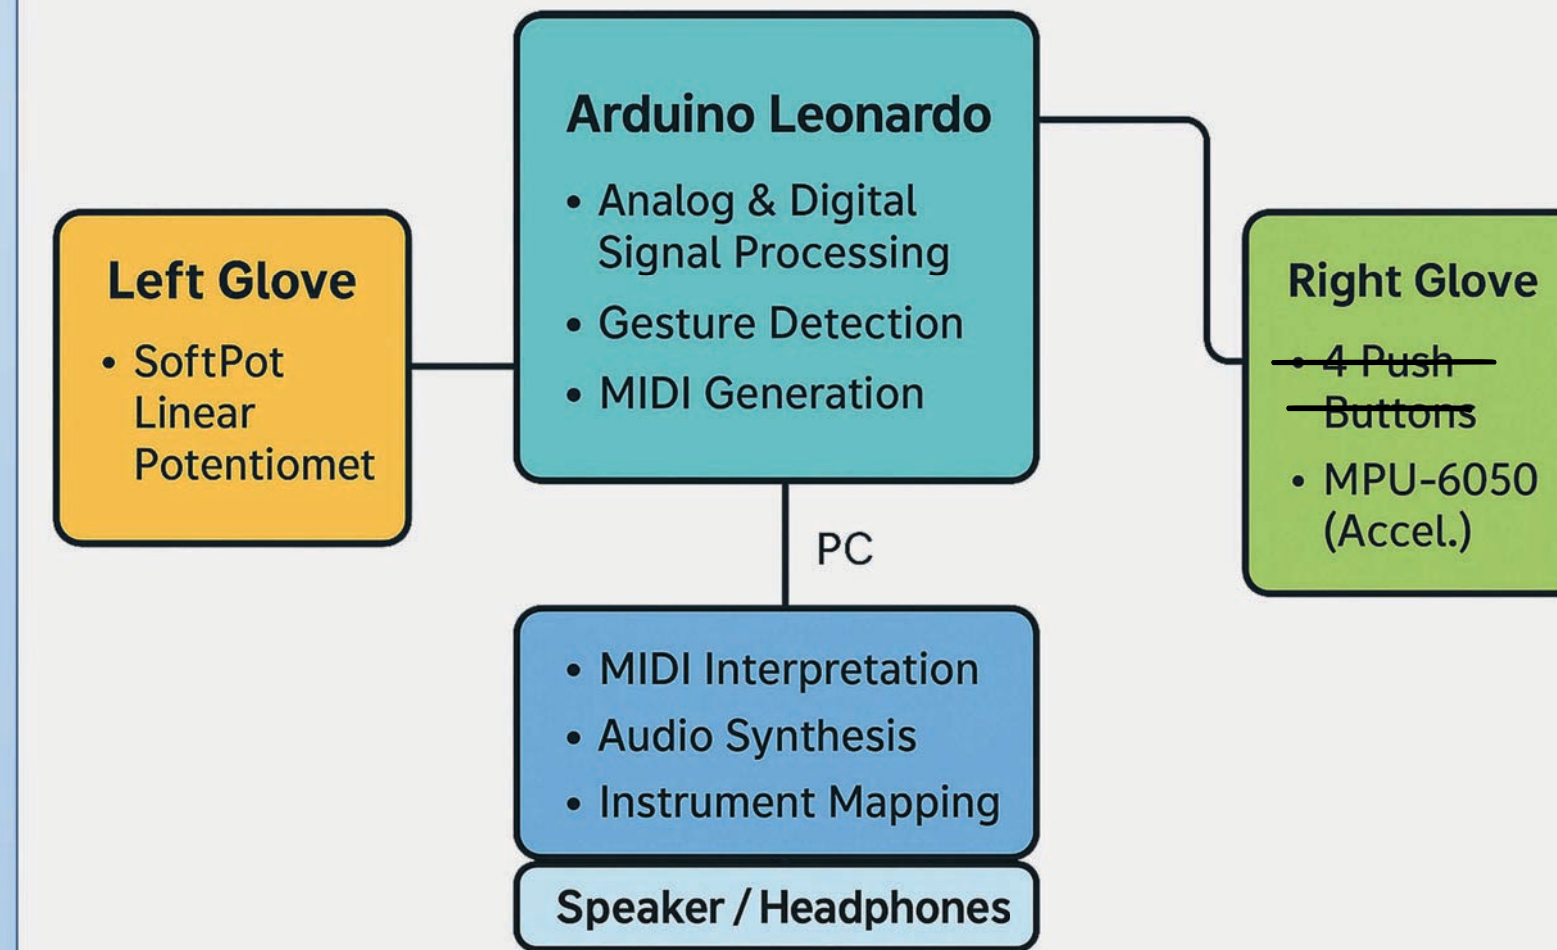 Arduino Leonardo
• Analog & Digital
Signal Processing
• Gesture Detection
• MIDI Generation
Left Glove
• SoftPot
Linear
Potentiomet
Right Glove
• 4 Push
Buttons
• MPU-6050
(Accel.)
PC
• MIDI Interpretation
• Audio Synthesis
• Instrument Mapping
Speaker / Headphones